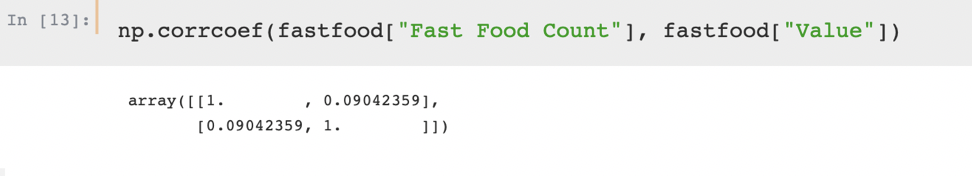 In [13]: np.corrcoef(fastfood["Fast Food Count"], fastfood["Value"])
array([[1.        , 0.09042359],
       [0.09042359, 1.        ]])